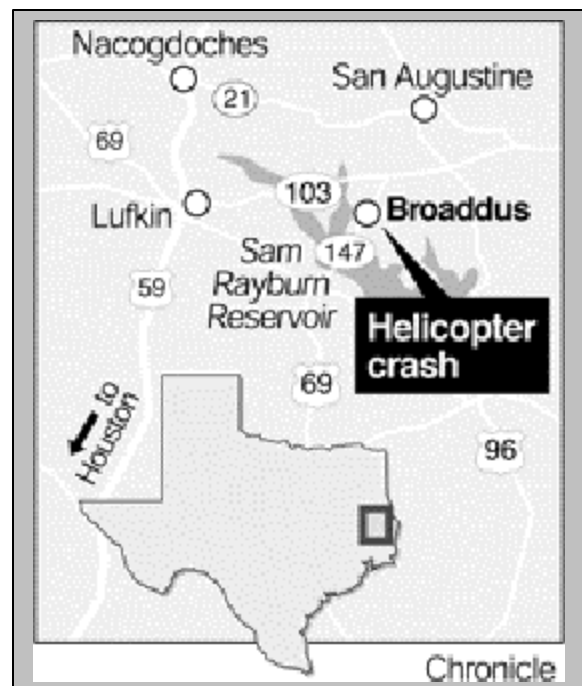 Nacogdoches
San Augustine
21
69
103
Broaddus
Lufkin
Sam
147
Rayburn
Reservoir
59
Helicopter
crash
69
to
Houston
96
Chronicle